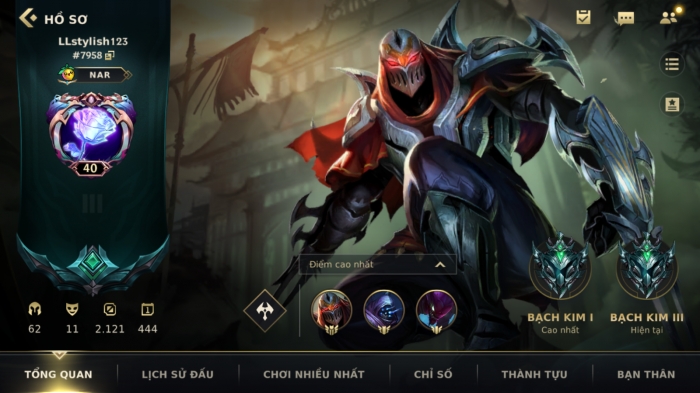 HỒ SƠ
LLstylish123
#7958
NAR
40
III
62
11
2.121
444
Điểm cao nhất
BẠCH KIM I
Cao nhất
BẠCH KIM III
Hiện tại
TỔNG QUAN
LỊCH SỬ ĐẤU
CHƠI NHIỀU NHẤT
CHỈ SỐ
THÀNH TỰU
BẠN THÂN